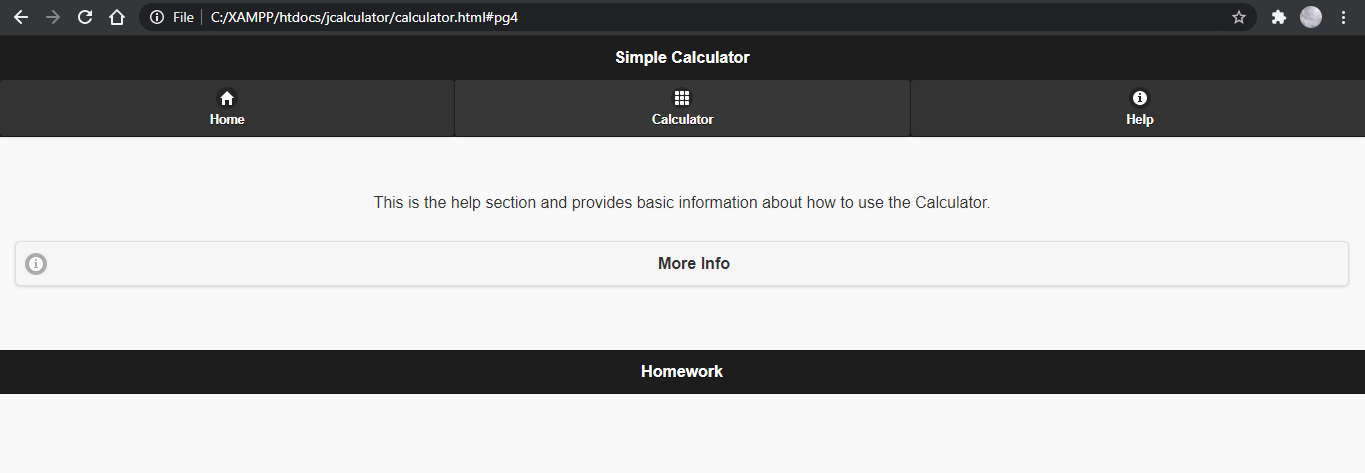 File C:/XAMPP/htdocs/jcalculator/calculator.html#pg4
Simple Calculator
Home Calculator Help
This is the help section and provides basic information about how to use the Calculator.
More Info
Homework